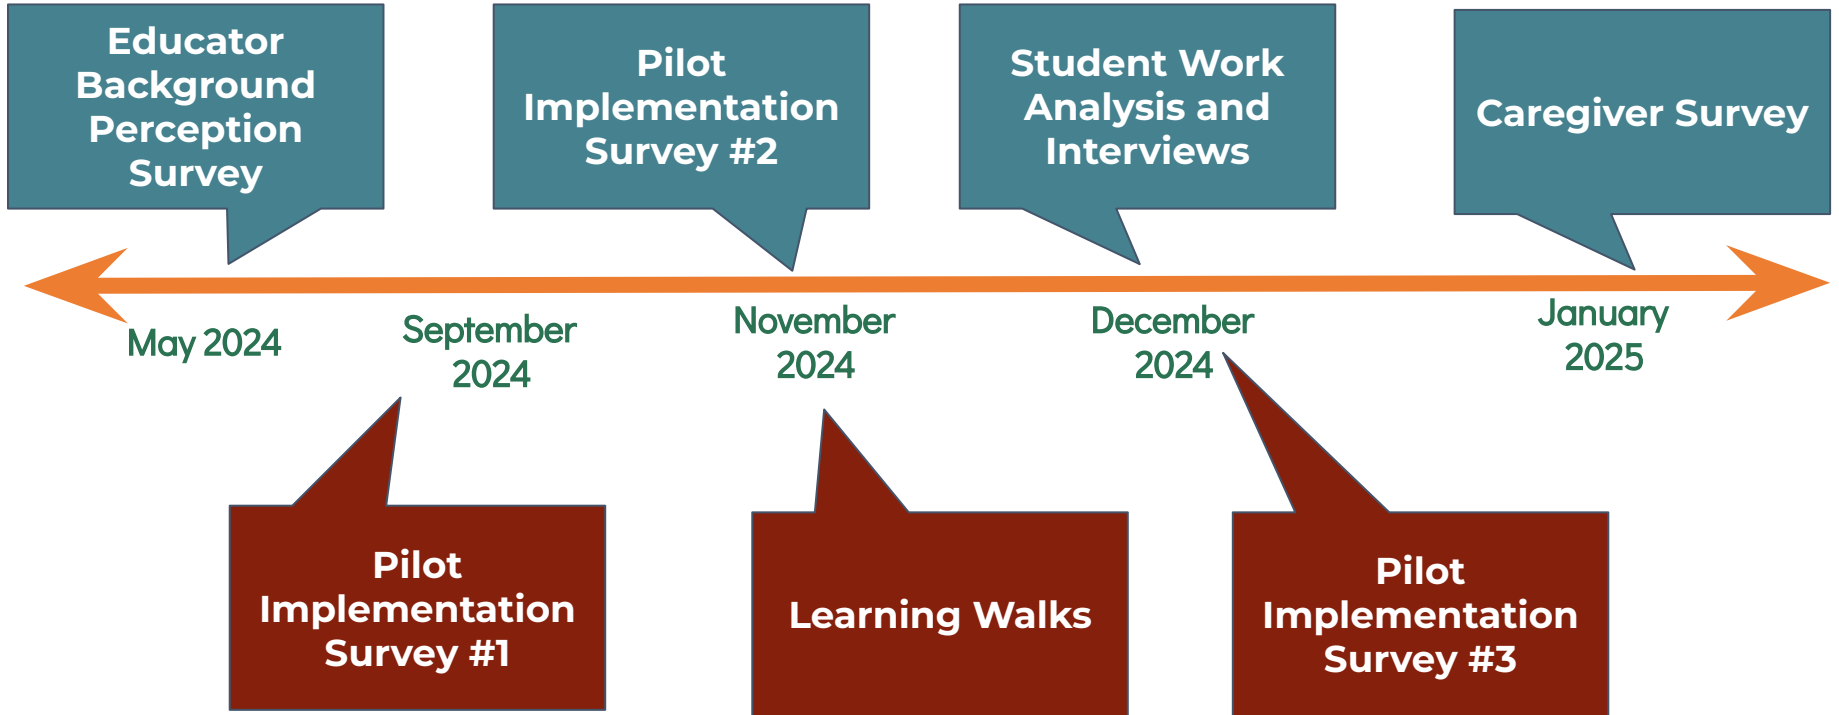 Educator
Background
Perception
Survey
Pilot
Implementation
Survey #2
Student Work
Analysis and
Interviews
Caregiver Survey
May 2024
September
2024
November
2024
December
2024
January
2025
Pilot
Implementation
Survey #1
Learning Walks
Pilot
Implementation
Survey #3